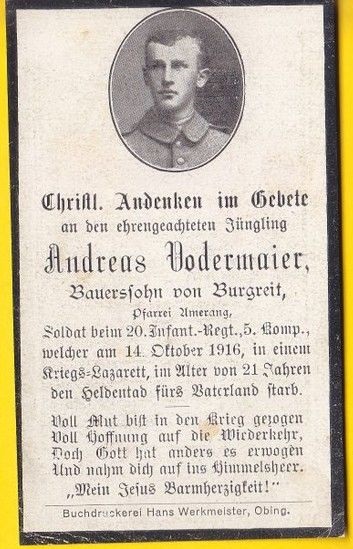 Christl. Andenken im Gebete
an den ehrengeachteten Jüngling
Andreas Vodermaier,
Bauerssohn von Burgreit,
Pfarrei Amerang,
Soldat beim 20. Infant.-Regt., 5. Komp.,
welcher am 14. Oktober 1916, in einem
Kriegs-Lazarett, im Alter von 21 Jahren
den Heldentod fürs Vaterland starb.
Voll Mut bist in den Krieg gezogen
Voll Hoffnung auf die Wiederkehr,
Doch Gott hat anders es erwogen
Und nahm dich auf ins Himmelsheer.
„Mein Jesus Barmherzigkeit!"
Buchdruckerei Hans Werkmeister, Obing.